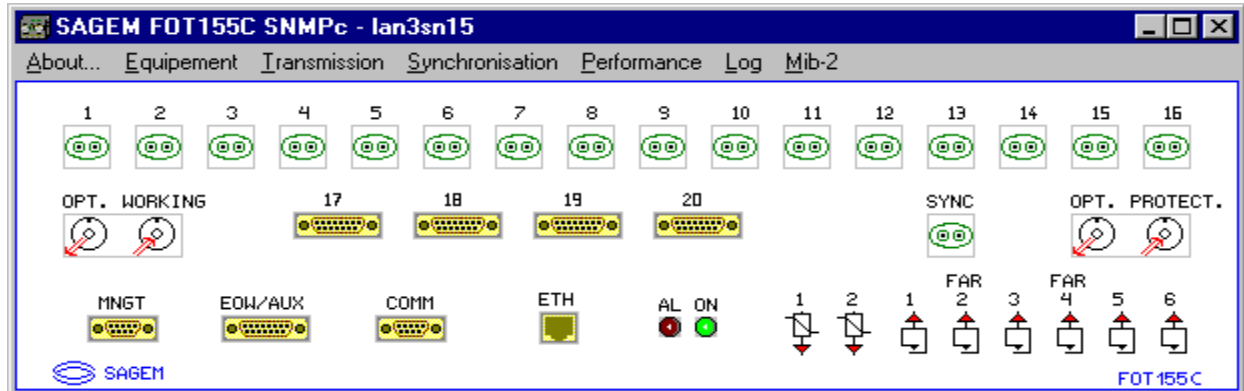 SAGEM FOT155C SNMPc - lan3sn15
About... Equipement Transmission Synchronisation Performance Log Mib-2
1 2 3 4 5 6 7 8 9 10 11 12 13 14 15 16
OPT. WORKING 17 18 19 20 SYNC OPT. PROTECT.
FAR FAR
MNGT EOW/AUX COMM ETH AL ON 1 2 1 2 3 4 5 6
SAGEM FOT155C